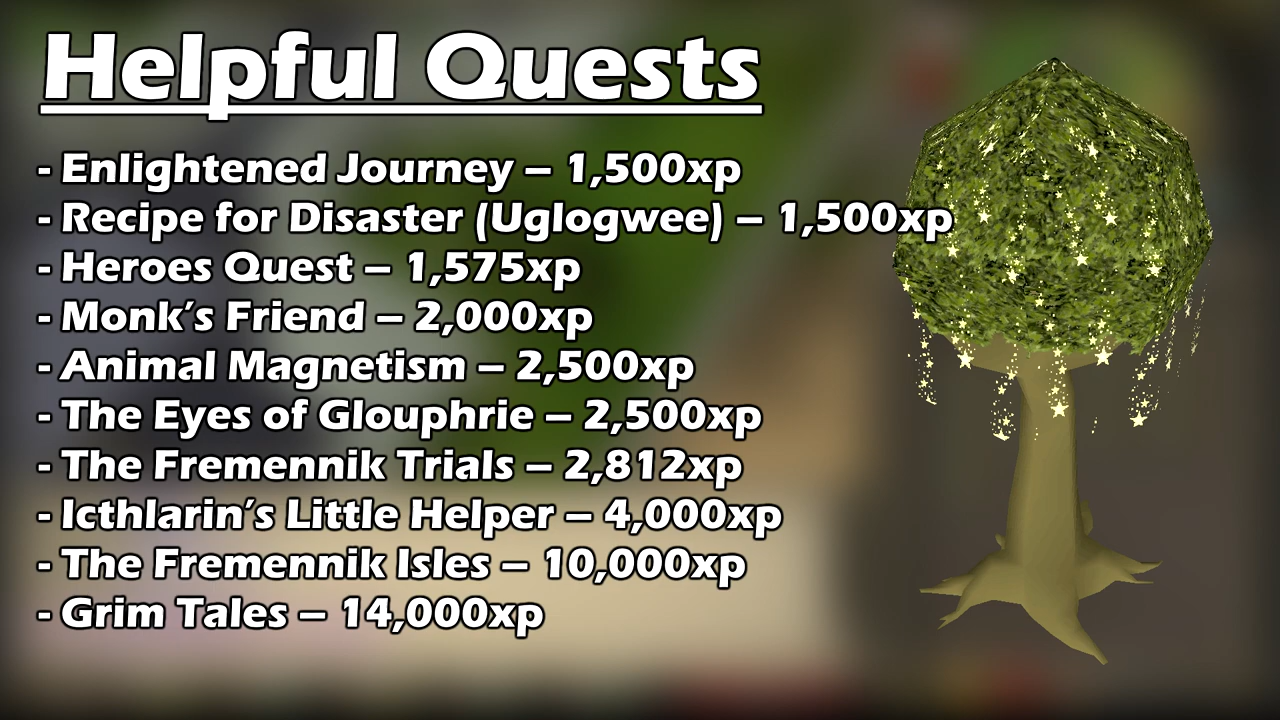 Helpful Quests
- Enlightened Journey – 1,500xp
- Recipe for Disaster (Uglogwee) – 1,500xp
- Heroes Quest – 1,575xp
- Monk’s Friend – 2,000xp
- Animal Magnetism – 2,500xp
- The Eyes of Glouphrie – 2,500xp
- The Fremennik Trials – 2,812xp
- Icthlarin’s Little Helper – 4,000xp
- The Fremennik Isles – 10,000xp
- Grim Tales – 14,000xp